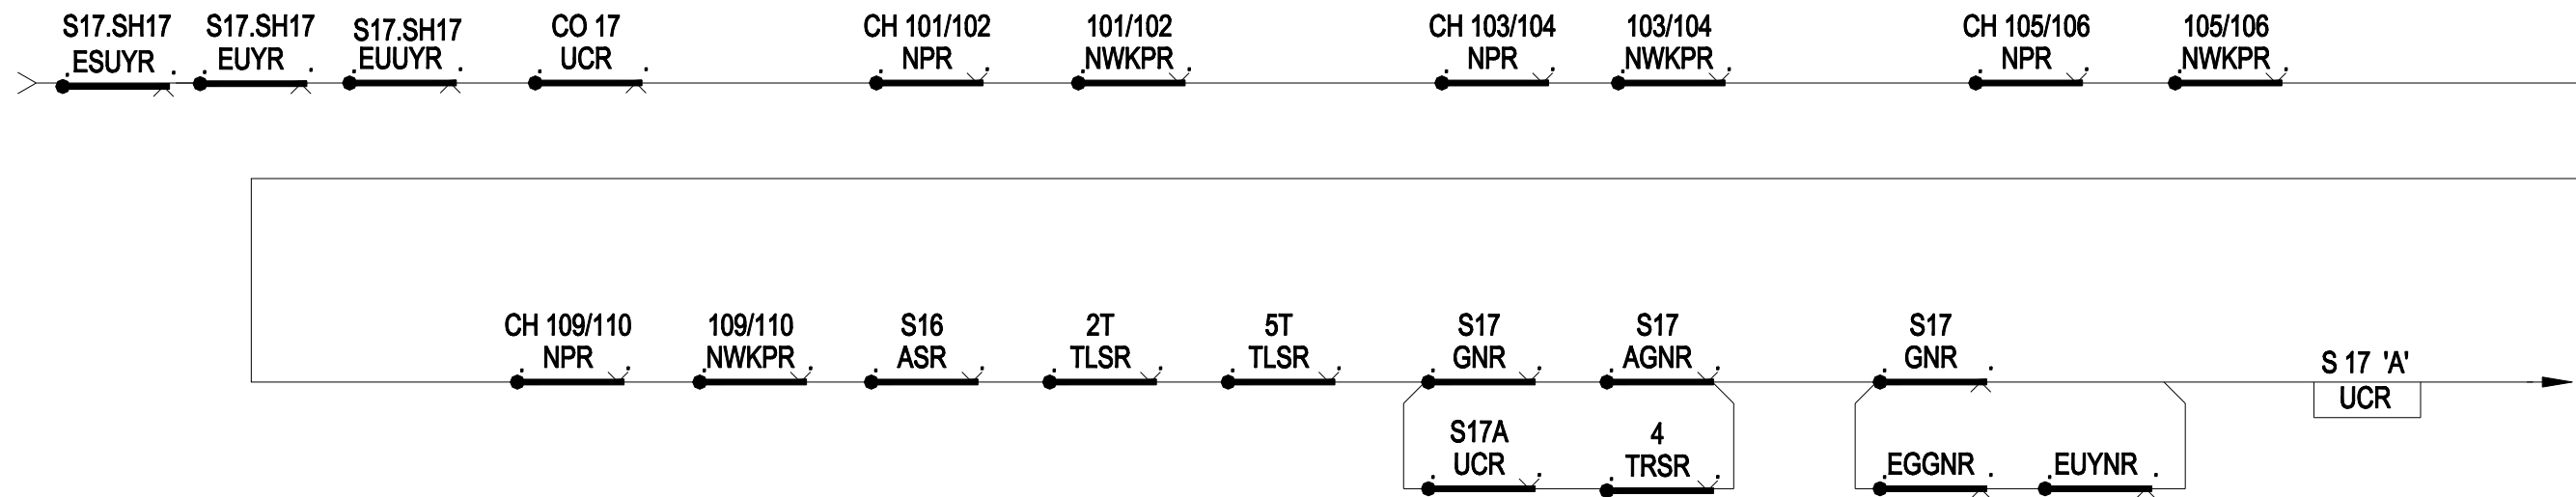 S17.SH17
ESUYR
S17.SH17
EUYR
S17.SH17
EUUYR
CO 17
UCR
CH 101/102
NPR
101/102
NWKPR
CH 103/104
NPR
103/104
NWKPR
CH 105/106
NPR
105/106
NWKPR
CH 109/110
NPR
109/110
NWKPR
S16
ASR
2T
TLSR
5T
TLSR
S17
GNR
S17
AGNR
S17
GNR
S 17 'A'
UCR
S17A
UCR
4
TRSR
EGGNR
EUYNR